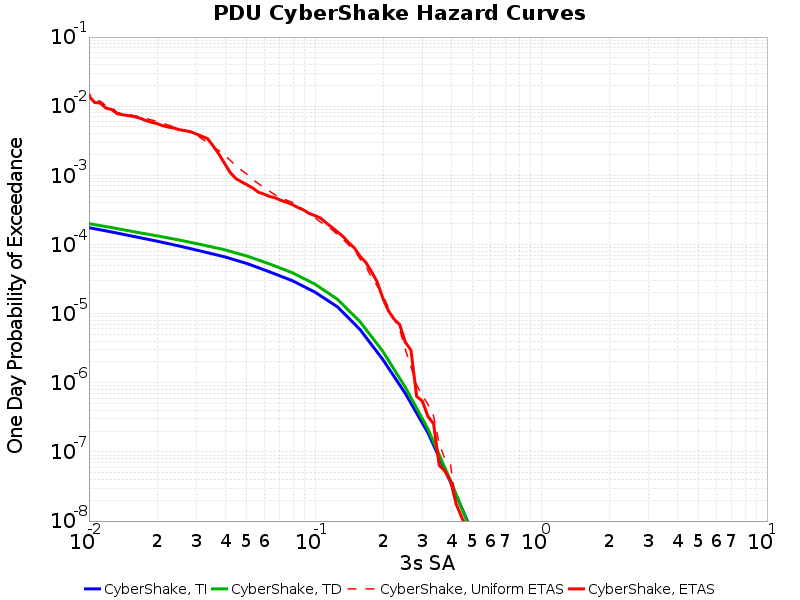 PDU CyberShake Hazard Curves
One Day Probability of Exceedance
10^-1
10^-2
10^-3
10^-4
10^-5
10^-6
10^-7
10^-8
10^-2 2 3 4 5 6 10^-1 2 3 4 5 6 7 10^0 2 3 4 5 6 7 10^1
3s SA
CyberShake, TI CyberShake, TD CyberShake, Uniform ETAS CyberShake, ETAS